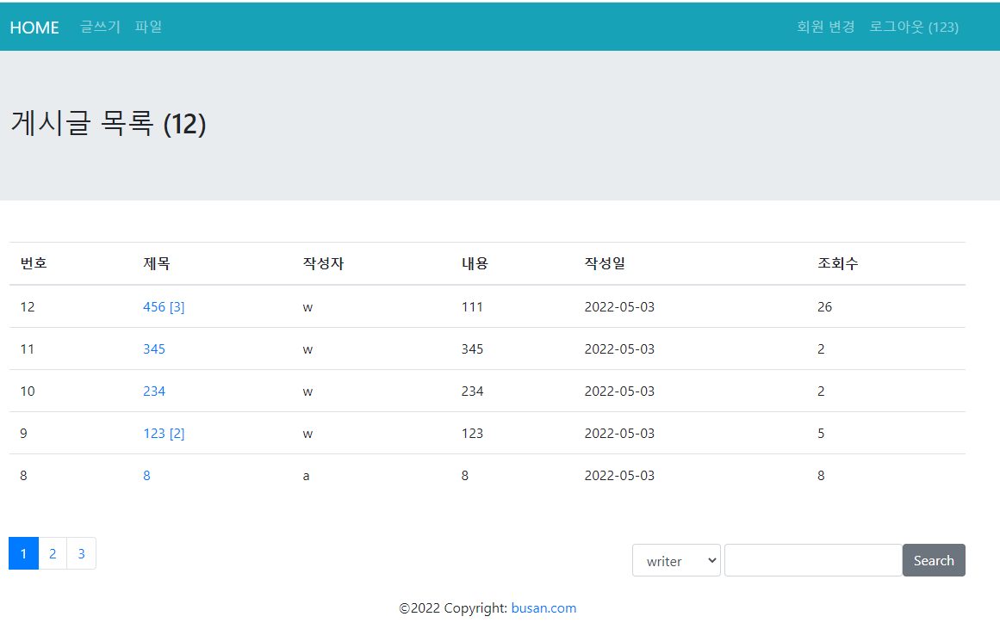 HOME 글쓰기 파일 회원 변경 로그아웃 (123)
게시글 목록 (12)
번호 제목 작성자 내용 작성일 조회수
12 456 [3] w 111 2022-05-03 26
11 345 w 345 2022-05-03 2
10 234 w 234 2022-05-03 2
9 123 [2] w 123 2022-05-03 5
8 8 a 8 2022-05-03 8
1 2 3 writer Search
©2022 Copyright: busan.com